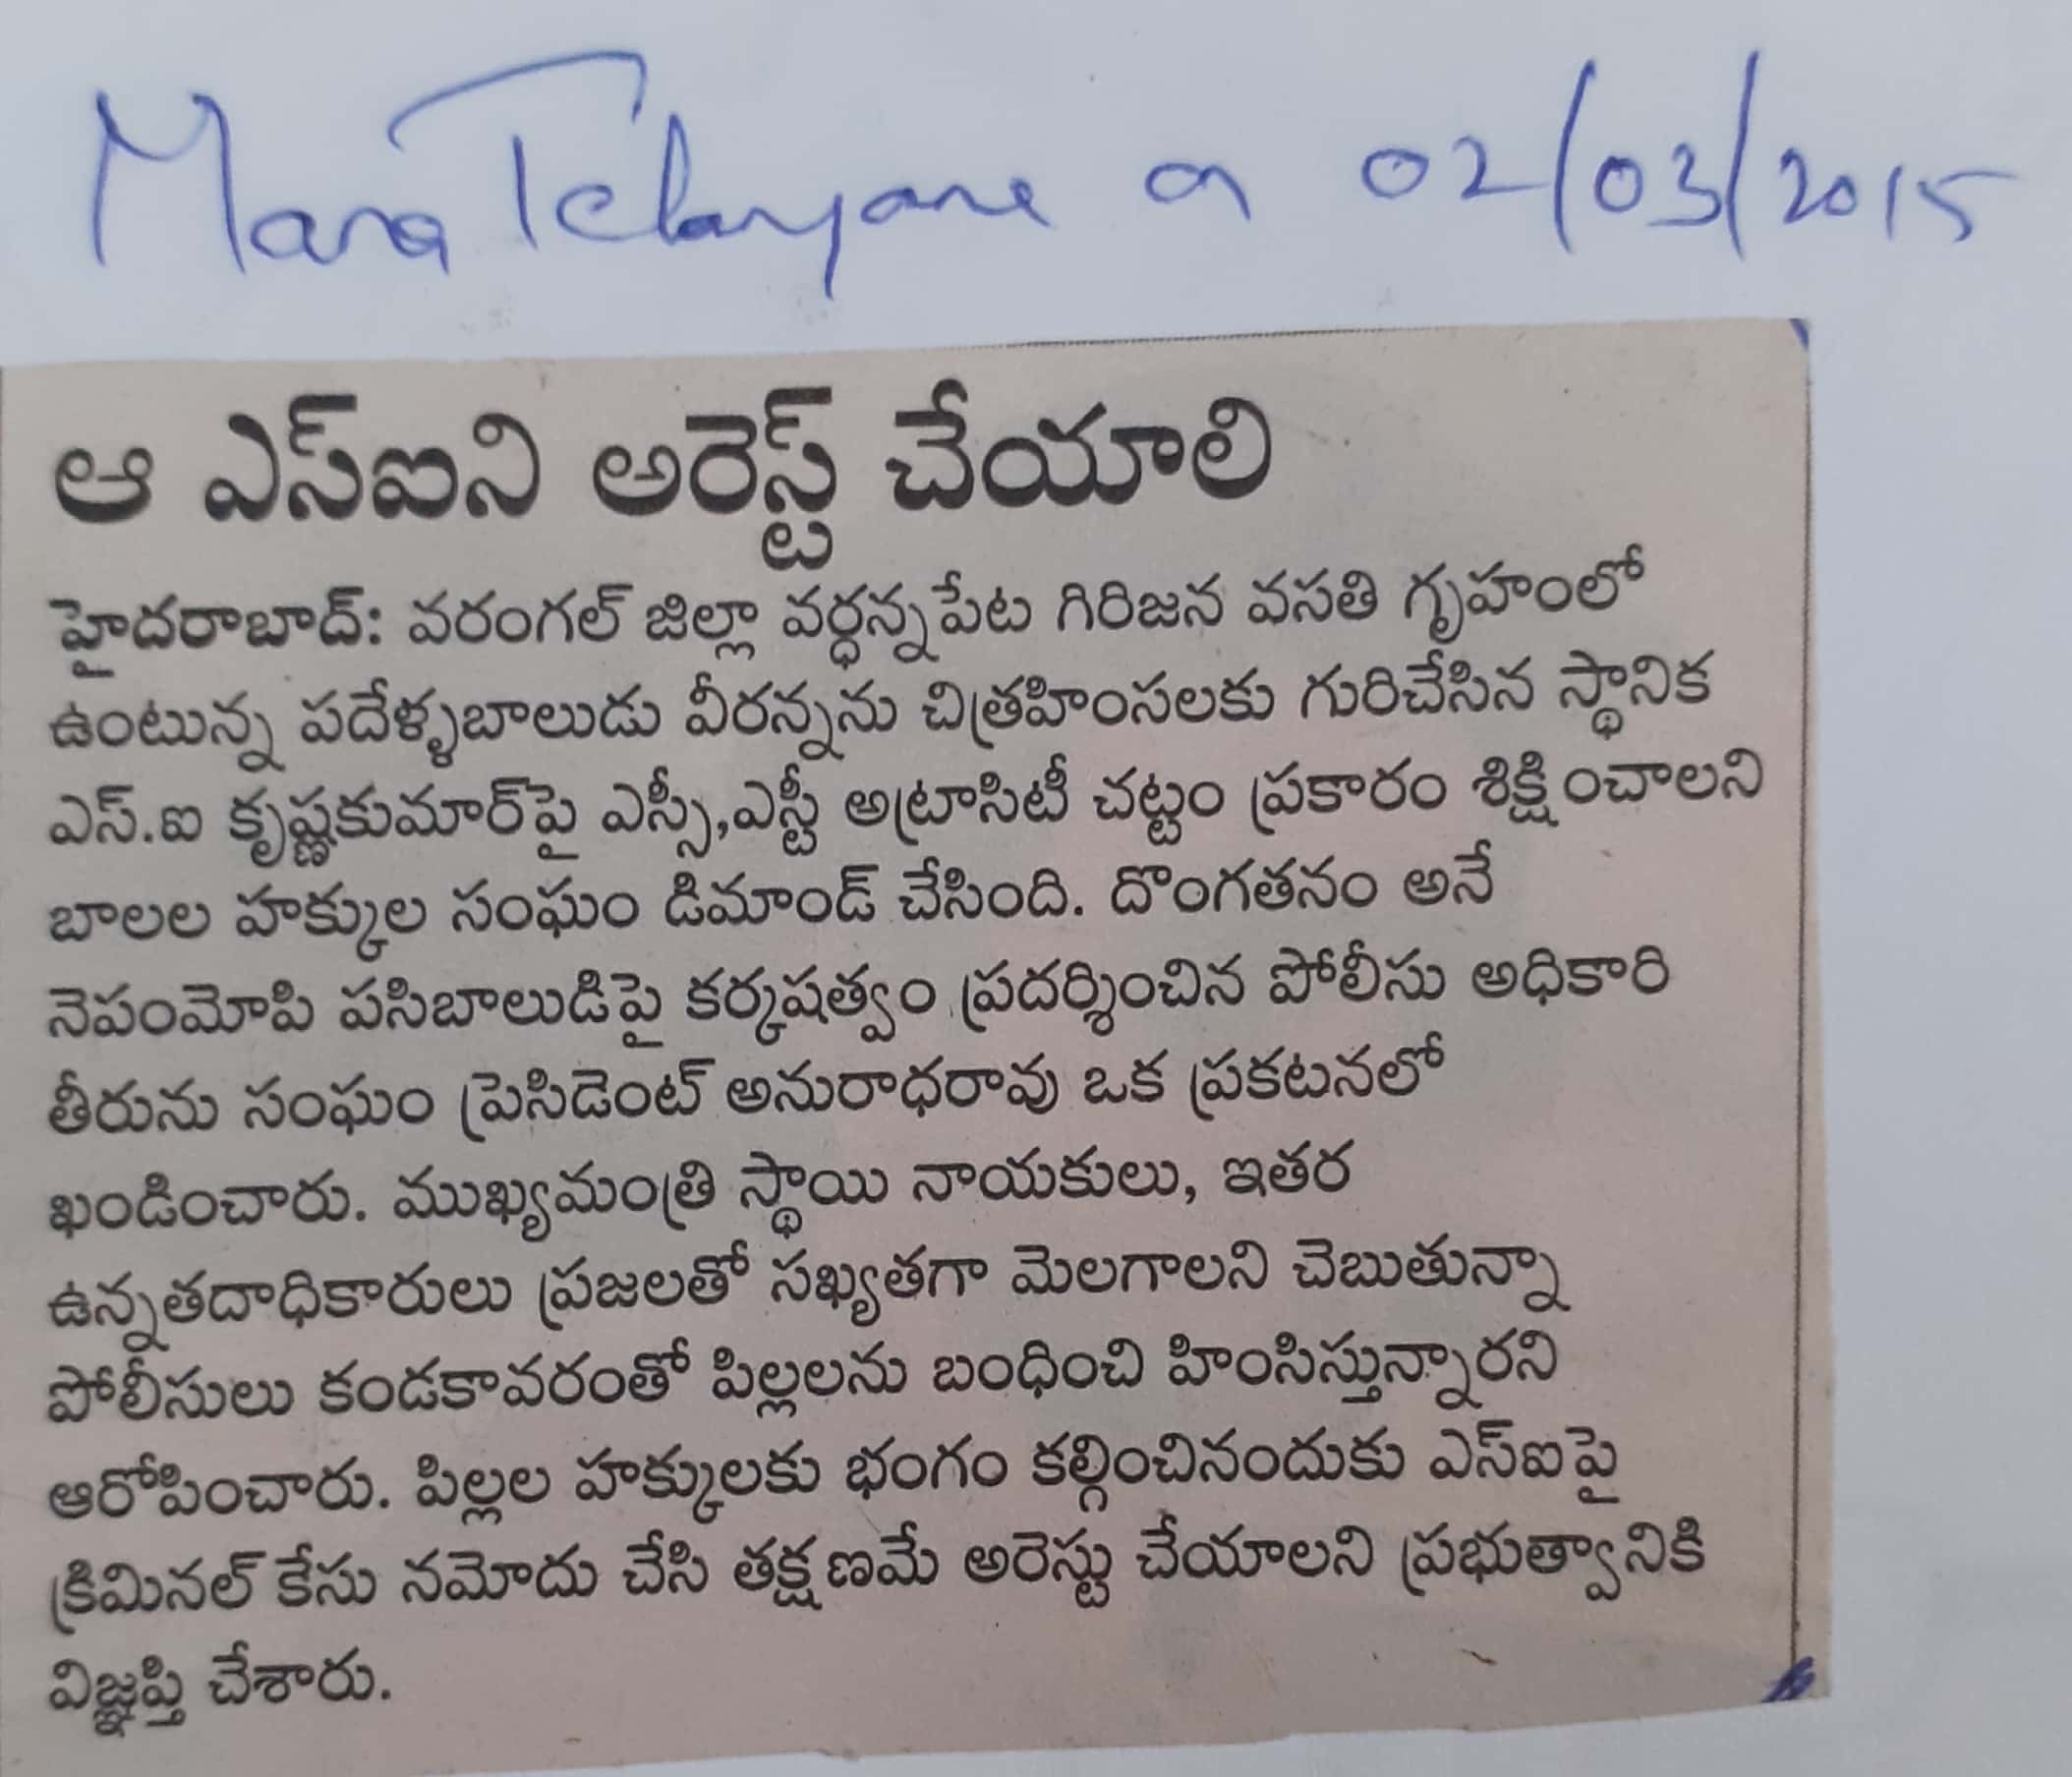 Mana Telangana on 02/03/2015
ఆ ఎస్ఐని అరెస్ట్ చేయాలి
హైదరాబాద్: వరంగల్ జిల్లా వర్ధన్నపేట గిరిజన వసతి గృహంలో
ఉంటున్న పదేళ్ళబాలుడు వీరన్నను చిత్రహింసలకు గురిచేసిన స్థానిక
ఎస్.ఐ కృష్ణకుమార్‌పై ఎస్సీ,ఎస్టీ అట్రాసిటీ చట్టం ప్రకారం శిక్షించాలని
బాలల హక్కుల సంఘం డిమాండ్ చేసింది. దొంగతనం అనే
నెపంమోపి పసిబాలుడిపై కర్కషత్వం ప్రదర్శించిన పోలీసు అధికారి
తీరును సంఘం ప్రెసిడెంట్ అనురాధరావు ఒక ప్రకటనలో
ఖండించారు. ముఖ్యమంత్రి స్థాయి నాయకులు, ఇతర
ఉన్నతదాధికారులు ప్రజలతో సఖ్యతగా మెలగాలని చెబుతున్నా
పోలీసులు కండకావరంతో పిల్లలను బంధించి హింసిస్తున్నారని
ఆరోపించారు. పిల్లల హక్కులకు భంగం కల్గించినందుకు ఎస్ఐపై
క్రిమినల్ కేసు నమోదు చేసి తక్షణమే అరెస్టు చేయాలని ప్రభుత్వానికి
విజ్ఞప్తి చేశారు.